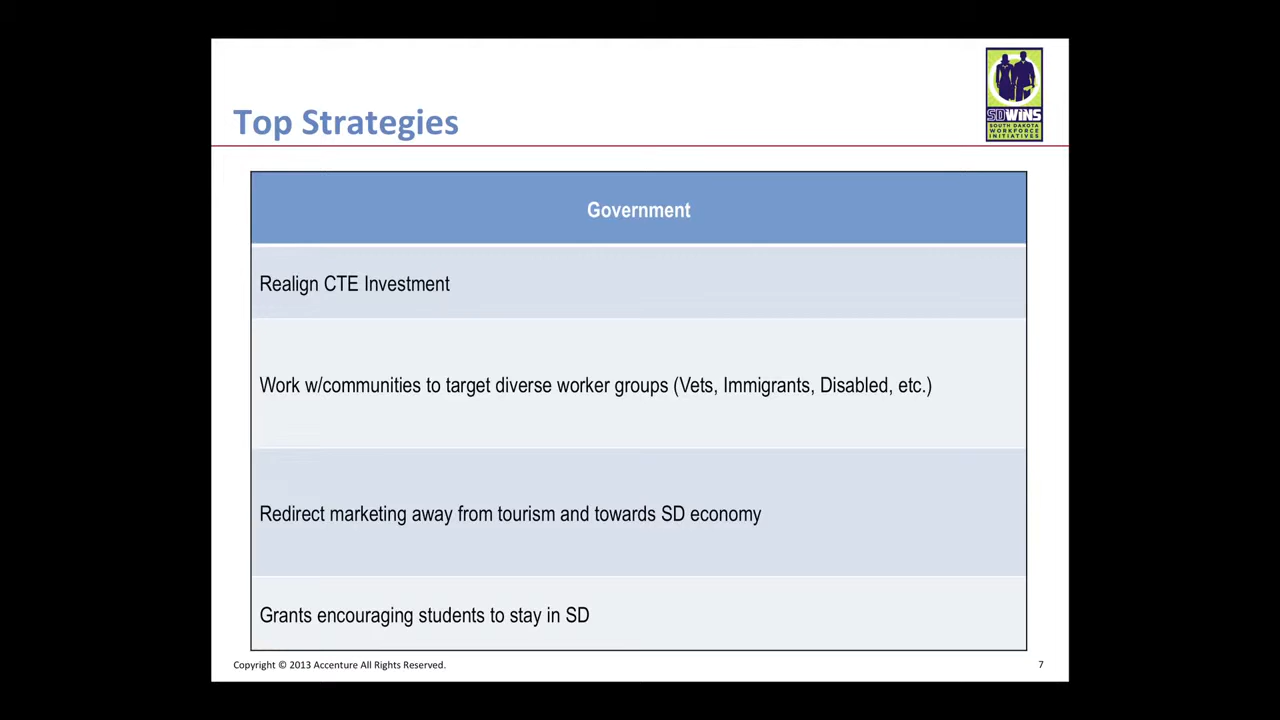 Top Strategies
SDWINS
SOUTH DAKOTA
WORKFORCE
INITIATIVES
Government
Realign CTE Investment
Work w/communities to target diverse worker groups (Vets, Immigrants, Disabled, etc.)
Redirect marketing away from tourism and towards SD economy
Grants encouraging students to stay in SD
Copyright © 2013 Accenture All Rights Reserved.
7